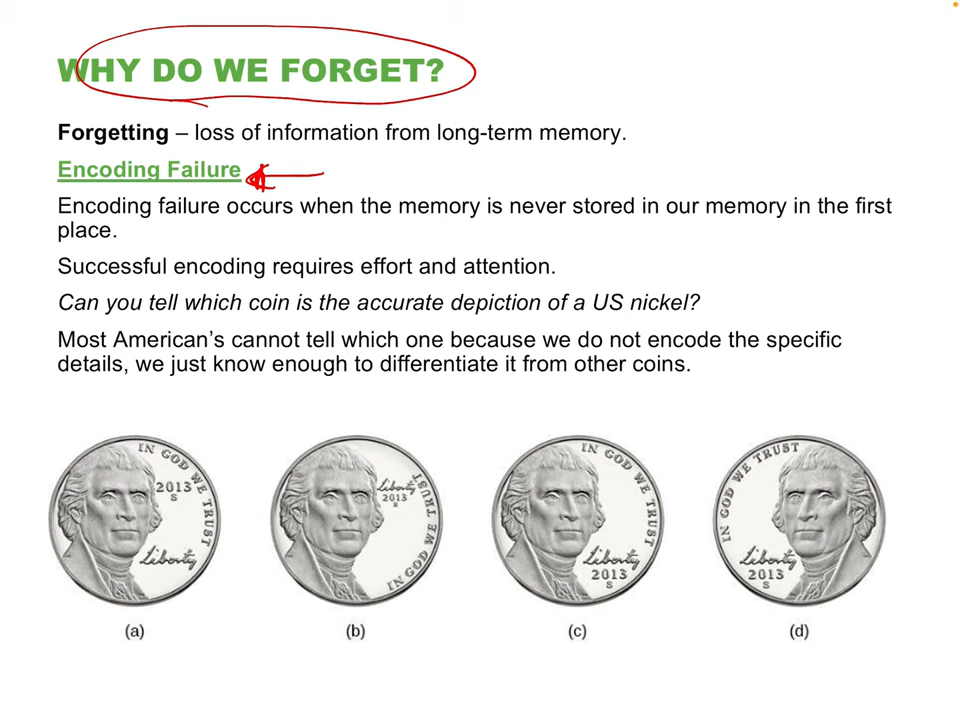 WHY DO WE FORGET?
Forgetting – loss of information from long-term memory.
Encoding Failure
Encoding failure occurs when the memory is never stored in our memory in the first
place.
Successful encoding requires effort and attention.
Can you tell which coin is the accurate depiction of a US nickel?
Most American’s cannot tell which one because we do not encode the specific
details, we just know enough to differentiate it from other coins.
IN GOD WE TRUST
2013
S
Liberty
IN GOD WE TRUST
Liberty
2013
IN GOD WE TRUST
Liberty
2013
S
IN GOD WE TRUST
Liberty
2013
S
(a)
(b)
(c)
(d)